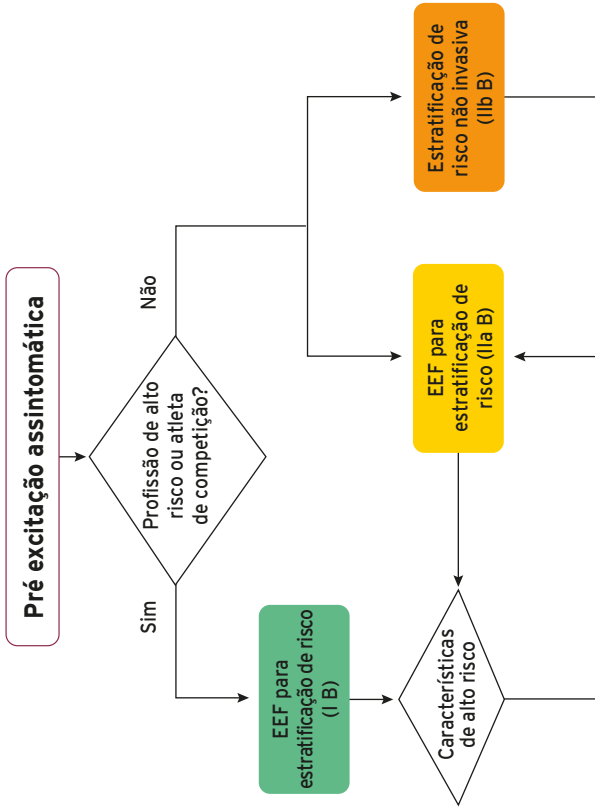 Pré excitação assintomática
Profissão de alto
risco ou atleta
de competição?
Sim
Não
EEF para
estratificação de risco
(I B)
EEF para
estratificação de
risco (IIa B)
Estratificação de
risco não invasiva
(IIb B)
Características
de alto risco